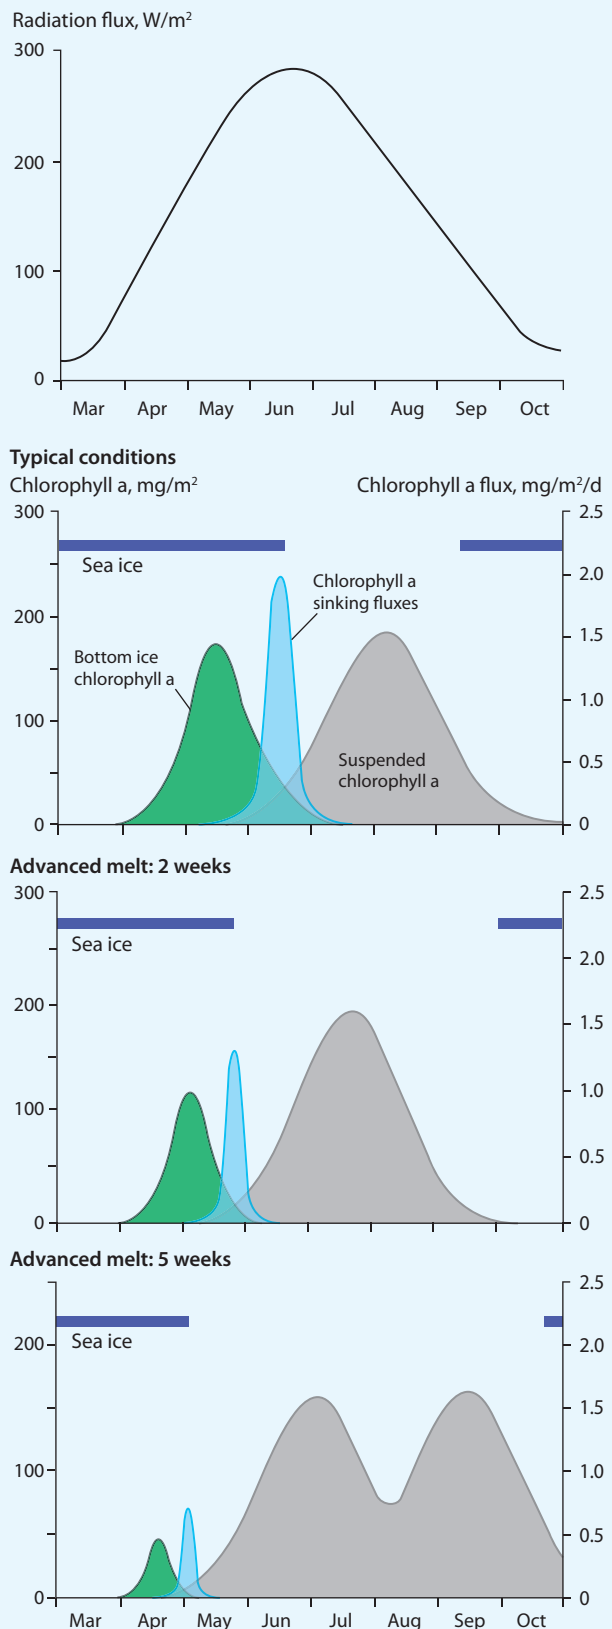 Radiation flux, W/m²
300
200
100
0
Mar Apr May Jun Jul Aug Sep Oct
Typical conditions
Chlorophyll a, mg/m² Chlorophyll a flux, mg/m²/d
300 2.5
Sea ice
2.0
Chlorophyll a
sinking fluxes
200
1.5
Bottom ice
chlorophyll a
100 1.0
Suspended
chlorophyll a
0.5
0 0
Advanced melt: 2 weeks
300 2.5
Sea ice
2.0
200
1.5
100 1.0
0.5
0 0
Advanced melt: 5 weeks
2.5
200 2.0
Sea ice
1.5
100 1.0
0.5
0 0
Mar Apr May Jun Jul Aug Sep Oct